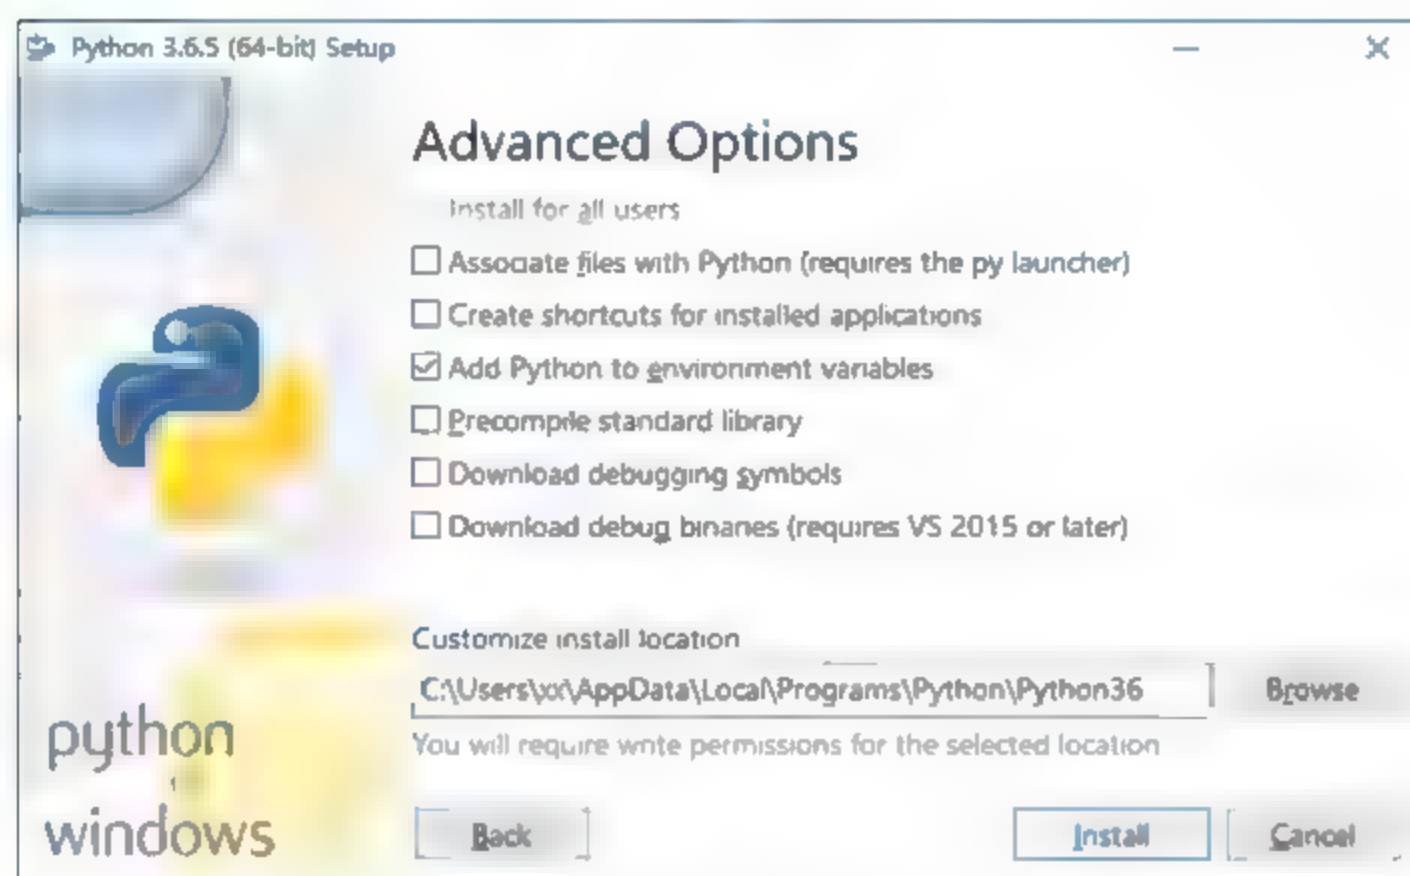 Python 3.6.5 (64-bit) Setup
Advanced Options
Install for all users
Associate files with Python (requires the py launcher)
Create shortcuts for installed applications
Add Python to environment variables
Precompile standard library
Download debugging symbols
Download debug binaries (requires VS 2015 or later)
Customize install location
C:\Users\xx\AppData\Local\Programs\Python\Python36
Browse
You will require write permissions for the selected location
python
windows
Back
Install
Cancel